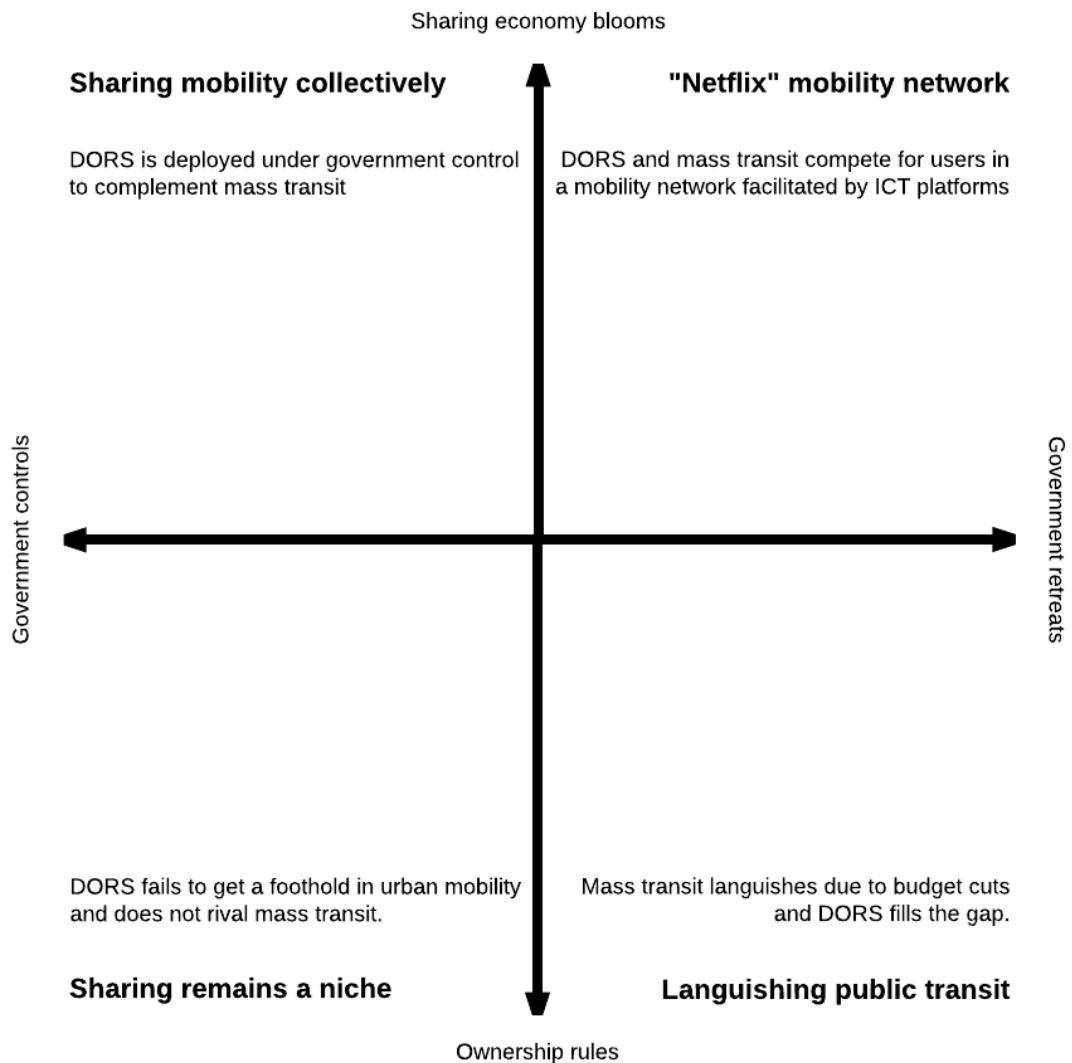 Sharing economy blooms
Sharing mobility collectively
"Netflix" mobility network
DORS is deployed under government control
to complement mass transit
DORS and mass transit compete for users in
a mobility network facilitated by ICT platforms
Government controls
Government retreats
DORS fails to get a foothold in urban mobility
and does not rival mass transit.
Mass transit languishes due to budget cuts
and DORS fills the gap.
Sharing remains a niche
Languishing public transit
Ownership rules